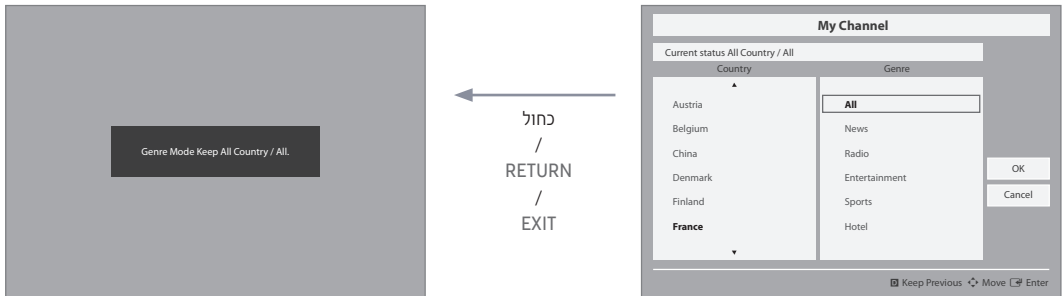 Genre Mode Keep All Country / All.
כחול
/
RETURN
/
EXIT
My Channel
Current status All Country / All
Country Genre
▲
Austria All
Belgium News
China Radio
Denmark Entertainment
Finland Sports
France Hotel
▼
OK
Cancel
Keep Previous Move Enter